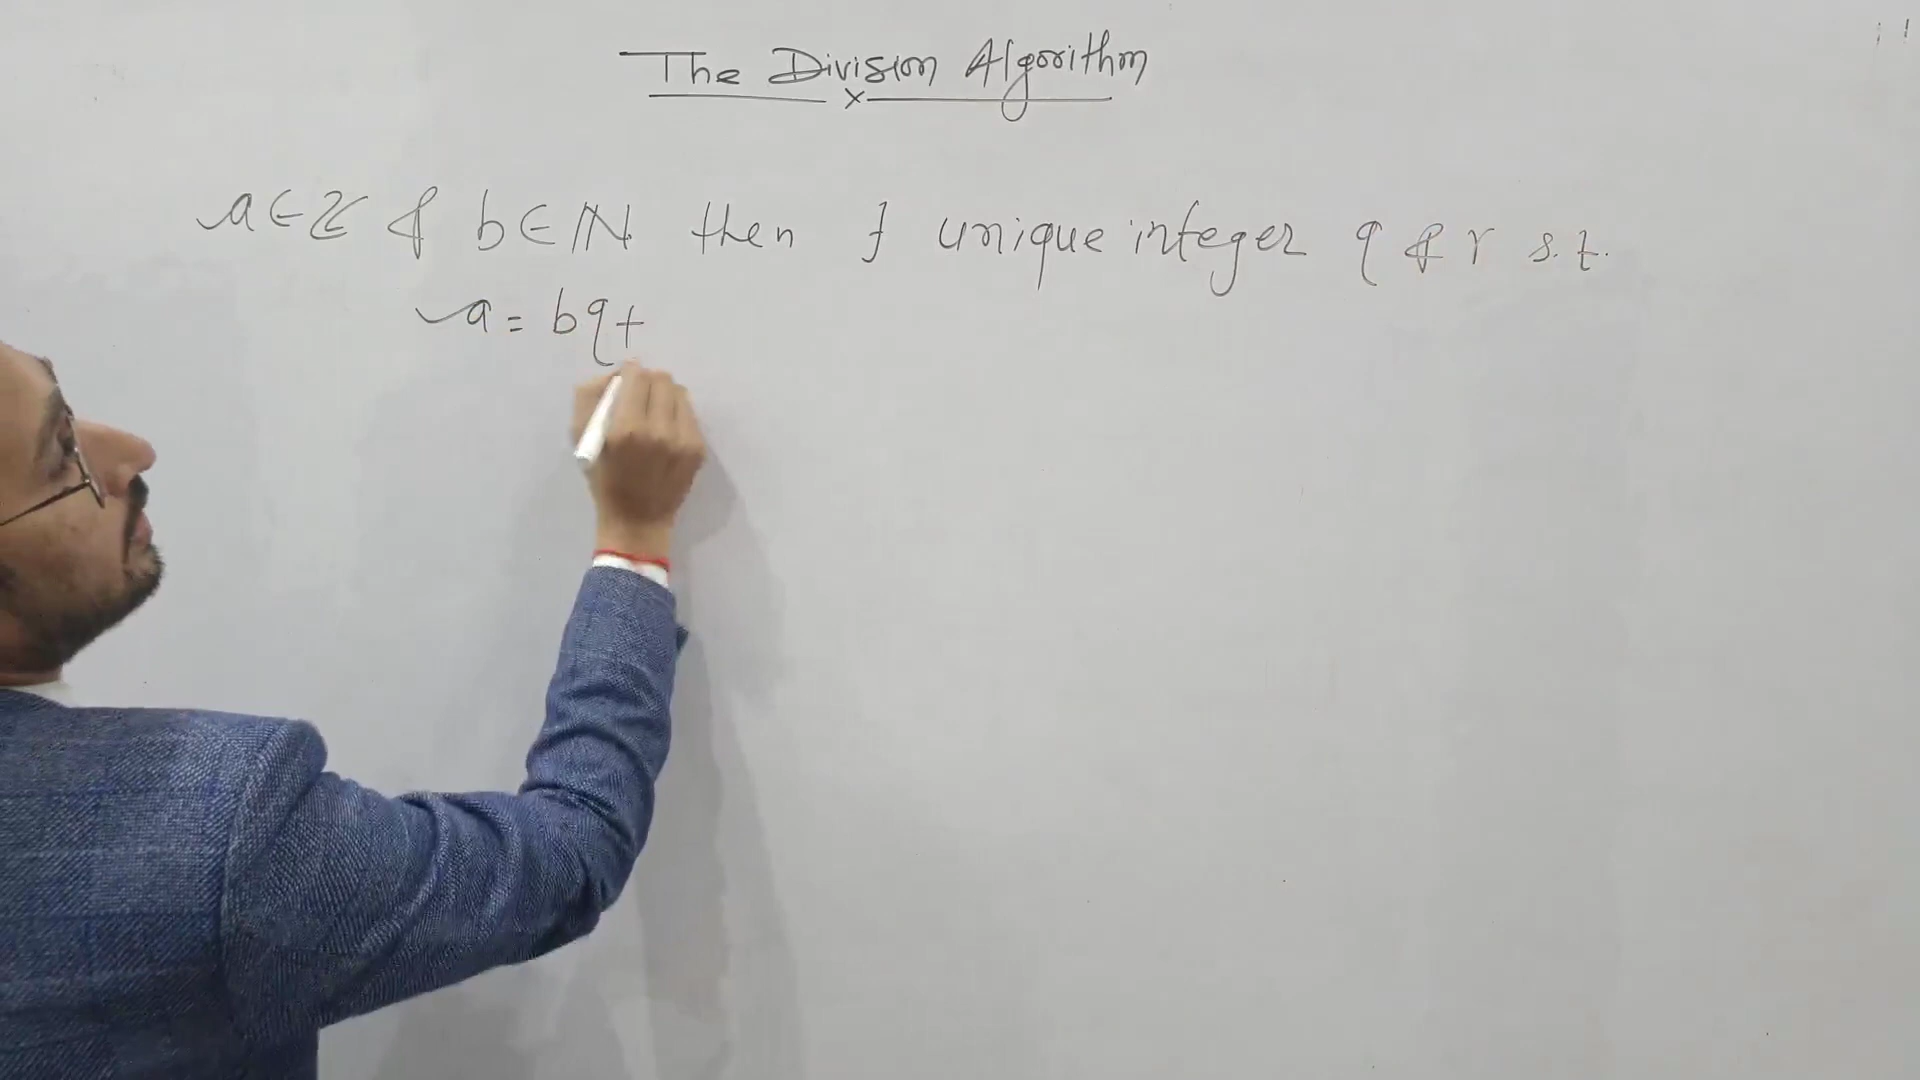 The Division Algorithm
a∈ℤ & b∈ℕ then ∃ unique integer q & r s.t.
a = bq+